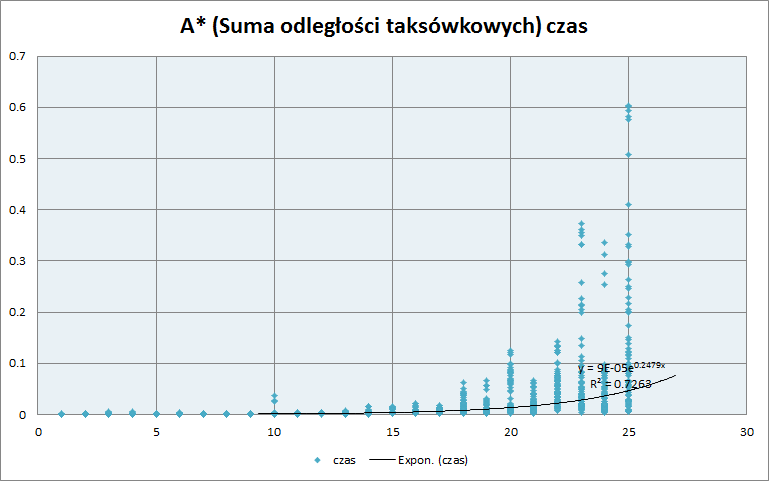 A* (Suma odległości taksówkowych) czas
0.7
0.6
0.5
0.4
0.3
0.2
0.1
0
y = 9E-05e^0.2479x
R² = 0.7263
0 5 10 15 20 25 30
czas Expon. (czas)